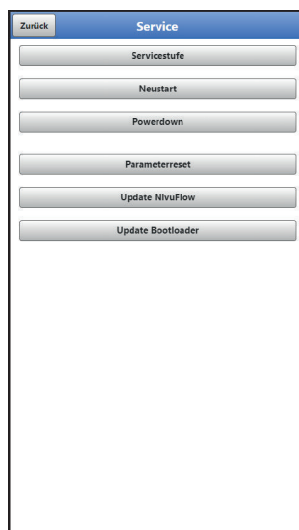 Zurück
Service
Servicestufe
Neustart
Powerdown
Parameterreset
Update NivuFlow
Update Bootloader